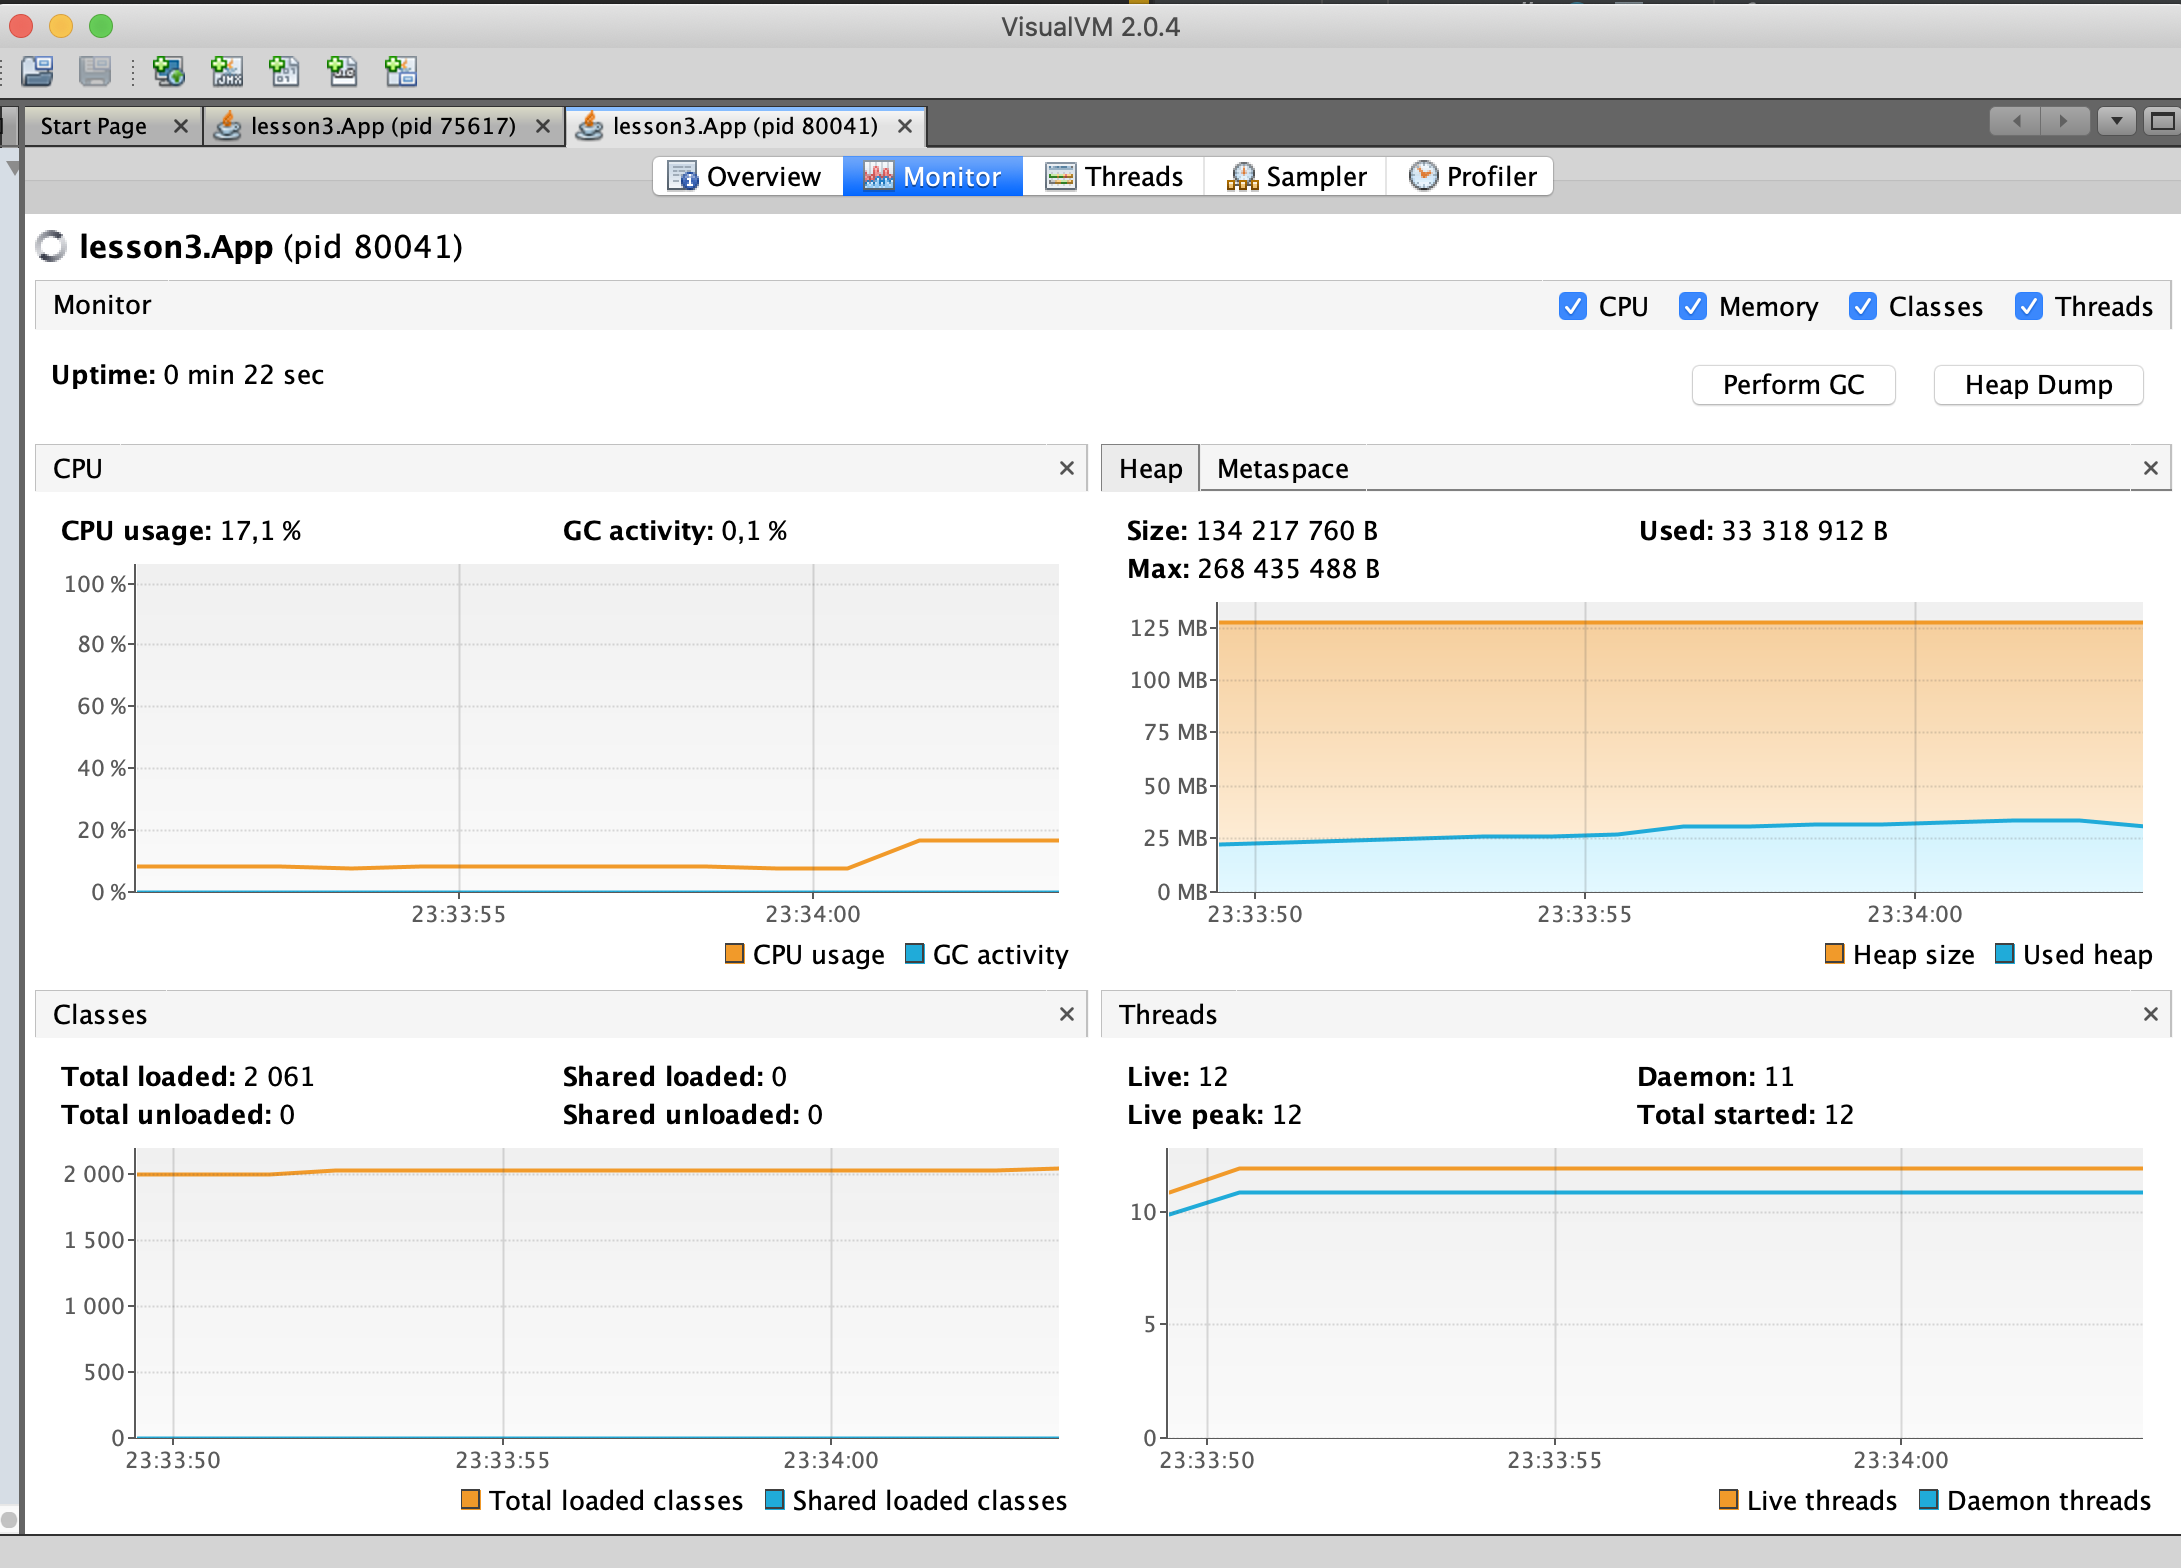 VisualVM 2.0.4
Start Page
lesson3.App (pid 75617)
lesson3.App (pid 80041)
Overview
Monitor
Threads
Sampler
Profiler
lesson3.App (pid 80041)
Monitor
CPU
Memory
Classes
Threads
Uptime: 0 min 22 sec
Perform GC
Heap Dump
CPU
CPU usage: 17,1 %
GC activity: 0,1 %
100 %
80 %
60 %
40 %
20 %
0 %
23:33:55
23:34:00
CPU usage
GC activity
Heap
Metaspace
Size: 134 217 760 B
Used: 33 318 912 B
Max: 268 435 488 B
125 MB
100 MB
75 MB
50 MB
25 MB
0 MB
23:33:50
23:33:55
23:34:00
Heap size
Used heap
Classes
Total loaded: 2 061
Shared loaded: 0
Total unloaded: 0
Shared unloaded: 0
2 000
1 500
1 000
500
0
23:33:50
23:33:55
23:34:00
Total loaded classes
Shared loaded classes
Threads
Live: 12
Daemon: 11
Live peak: 12
Total started: 12
10
5
0
23:33:50
23:33:55
23:34:00
Live threads
Daemon threads